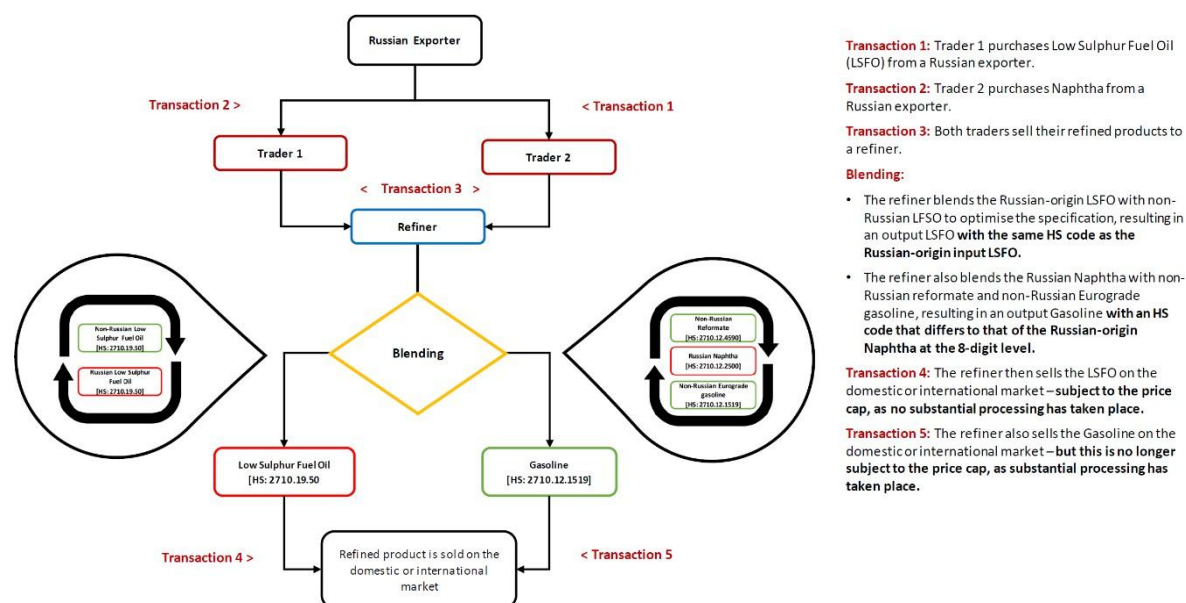 Russian Exporter
Transaction 2 >
< Transaction 1
Trader 1
Trader 2
< Transaction 3 >
Refiner
Non-Russian Low
Sulphur Fuel Oil
[HS: 2710.19.50]
Russian Low Sulphur
Fuel Oil
[HS: 2710.19.50]
Blending
Non-Russian
Reformate
[HS: 2710.12.4590]
Russian Naphtha
[HS: 2710.12.2500]
Non-Russian Eurograde
gasoline
[HS: 2710.12.1519]
Low Sulphur Fuel Oil
[HS: 2710.19.50
Gasoline
[HS: 2710.12.1519]
Transaction 4 >
< Transaction 5
Refined product is sold on the
domestic or international
market
Transaction 1: Trader 1 purchases Low Sulphur Fuel Oil
(LSFO) from a Russian exporter.
Transaction 2: Trader 2 purchases Naphtha from a
Russian exporter.
Transaction 3: Both traders sell their refined products to
a refiner.
Blending:
• The refiner blends the Russian-origin LSFO with non-
Russian LFSO to optimise the specification, resulting in
an output LSFO with the same HS code as the
Russian-origin input LSFO.
• The refiner also blends the Russian Naphtha with non-
Russian reformate and non-Russian Eurograde
gasoline, resulting in an output Gasoline with an HS
code that differs to that of the Russian-origin
Naphtha at the 8-digit level.
Transaction 4: The refiner then sells the LSFO on the
domestic or international market – subject to the price
cap, as no substantial processing has taken place.
Transaction 5: The refiner also sells the Gasoline on the
domestic or international market – but this is no longer
subject to the price cap, as substantial processing has
taken place.